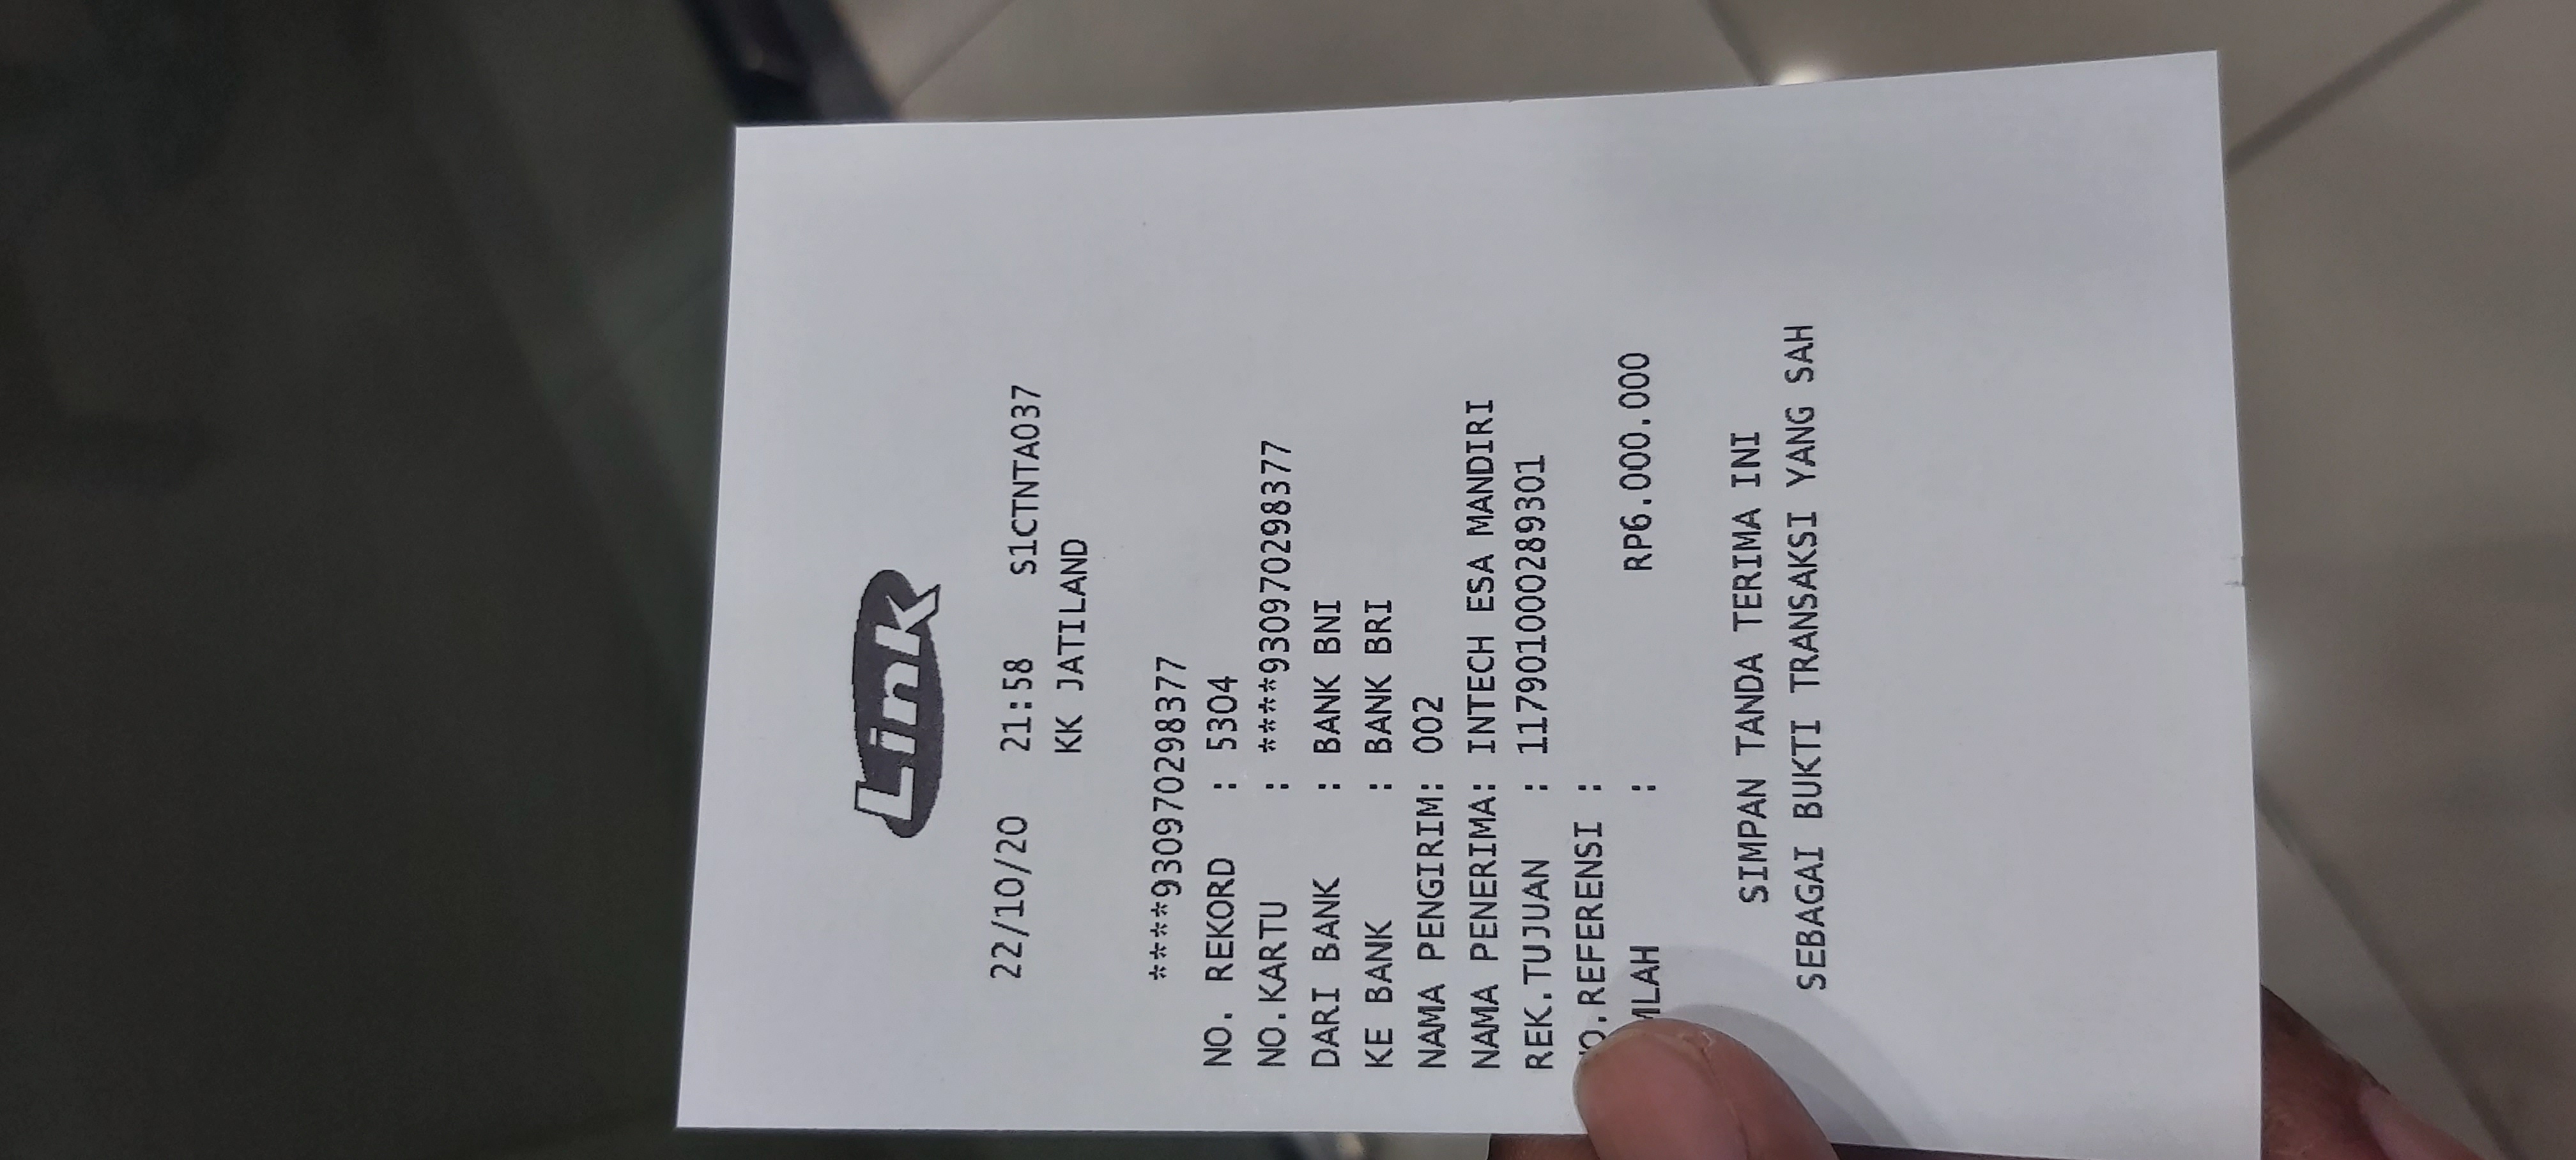 Link
22/10/20 21:58 S1CTNTA037
KK JATILAND
****930970298377
NO. REKORD : 5304
NO.KARTU : ****930970298377
DARI BANK : BANK BNI
KE BANK : BANK BRI
NAMA PENGIRIM: 002
NAMA PENERIMA: INTECH ESA MANDIRI
REK.TUJUAN : 117901000289301
O.REFERENSI :
MLAH : RP6.000.000
SIMPAN TANDA TERIMA INI
SEBAGAI BUKTI TRANSAKSI YANG SAH